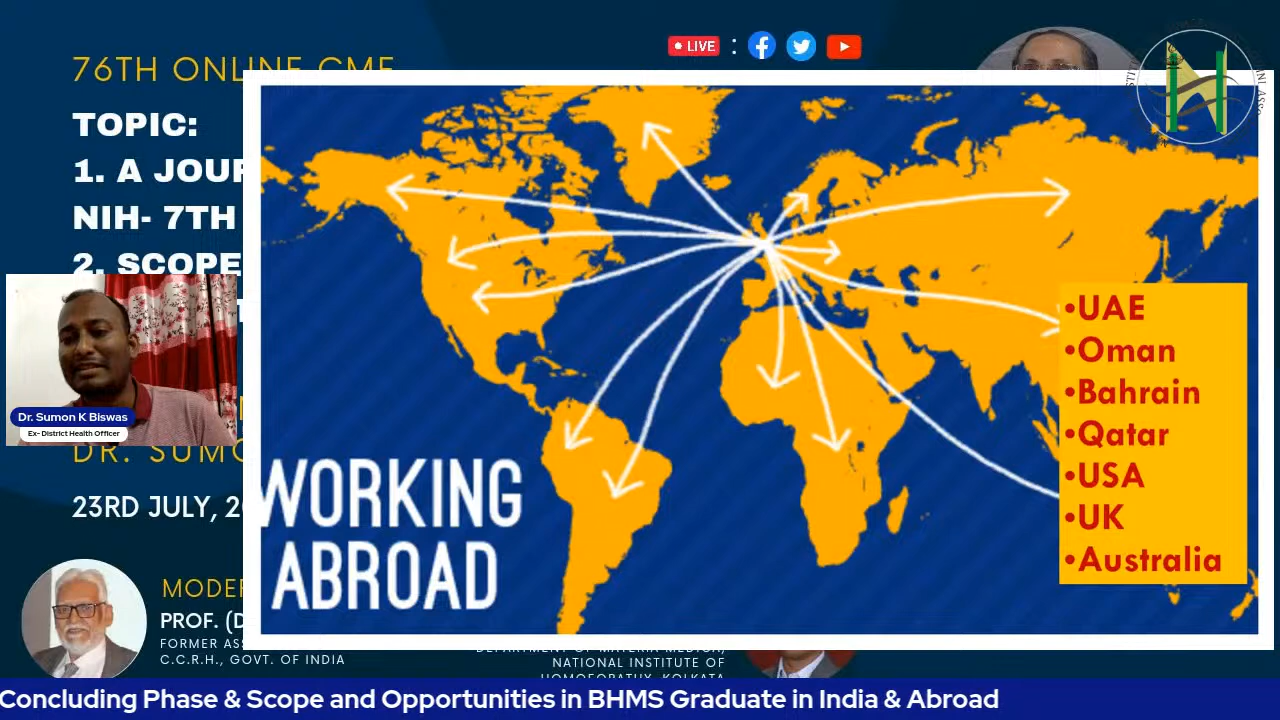 76TH ONLINE CME
LIVE :
TOPIC:
1. A JOUR
NIH- 7TH
2. SCOPE
Dr. Sumon K Biswas
Ex- District Health Officer
DR. SUMO
23RD JULY, 20
WORKING
ABROAD
•UAE
•Oman
•Bahrain
•Qatar
•USA
•UK
•Australia
MODER
PROF. (D
FORMER ASS
C.C.R.H., GOVT. OF INDIA
DEPARTMENT OF MATERIA MEDICA,
NATIONAL INSTITUTE OF
HOMOEOPATHY, KOLKATA
Concluding Phase & Scope and Opportunities in BHMS Graduate in India & Abroad